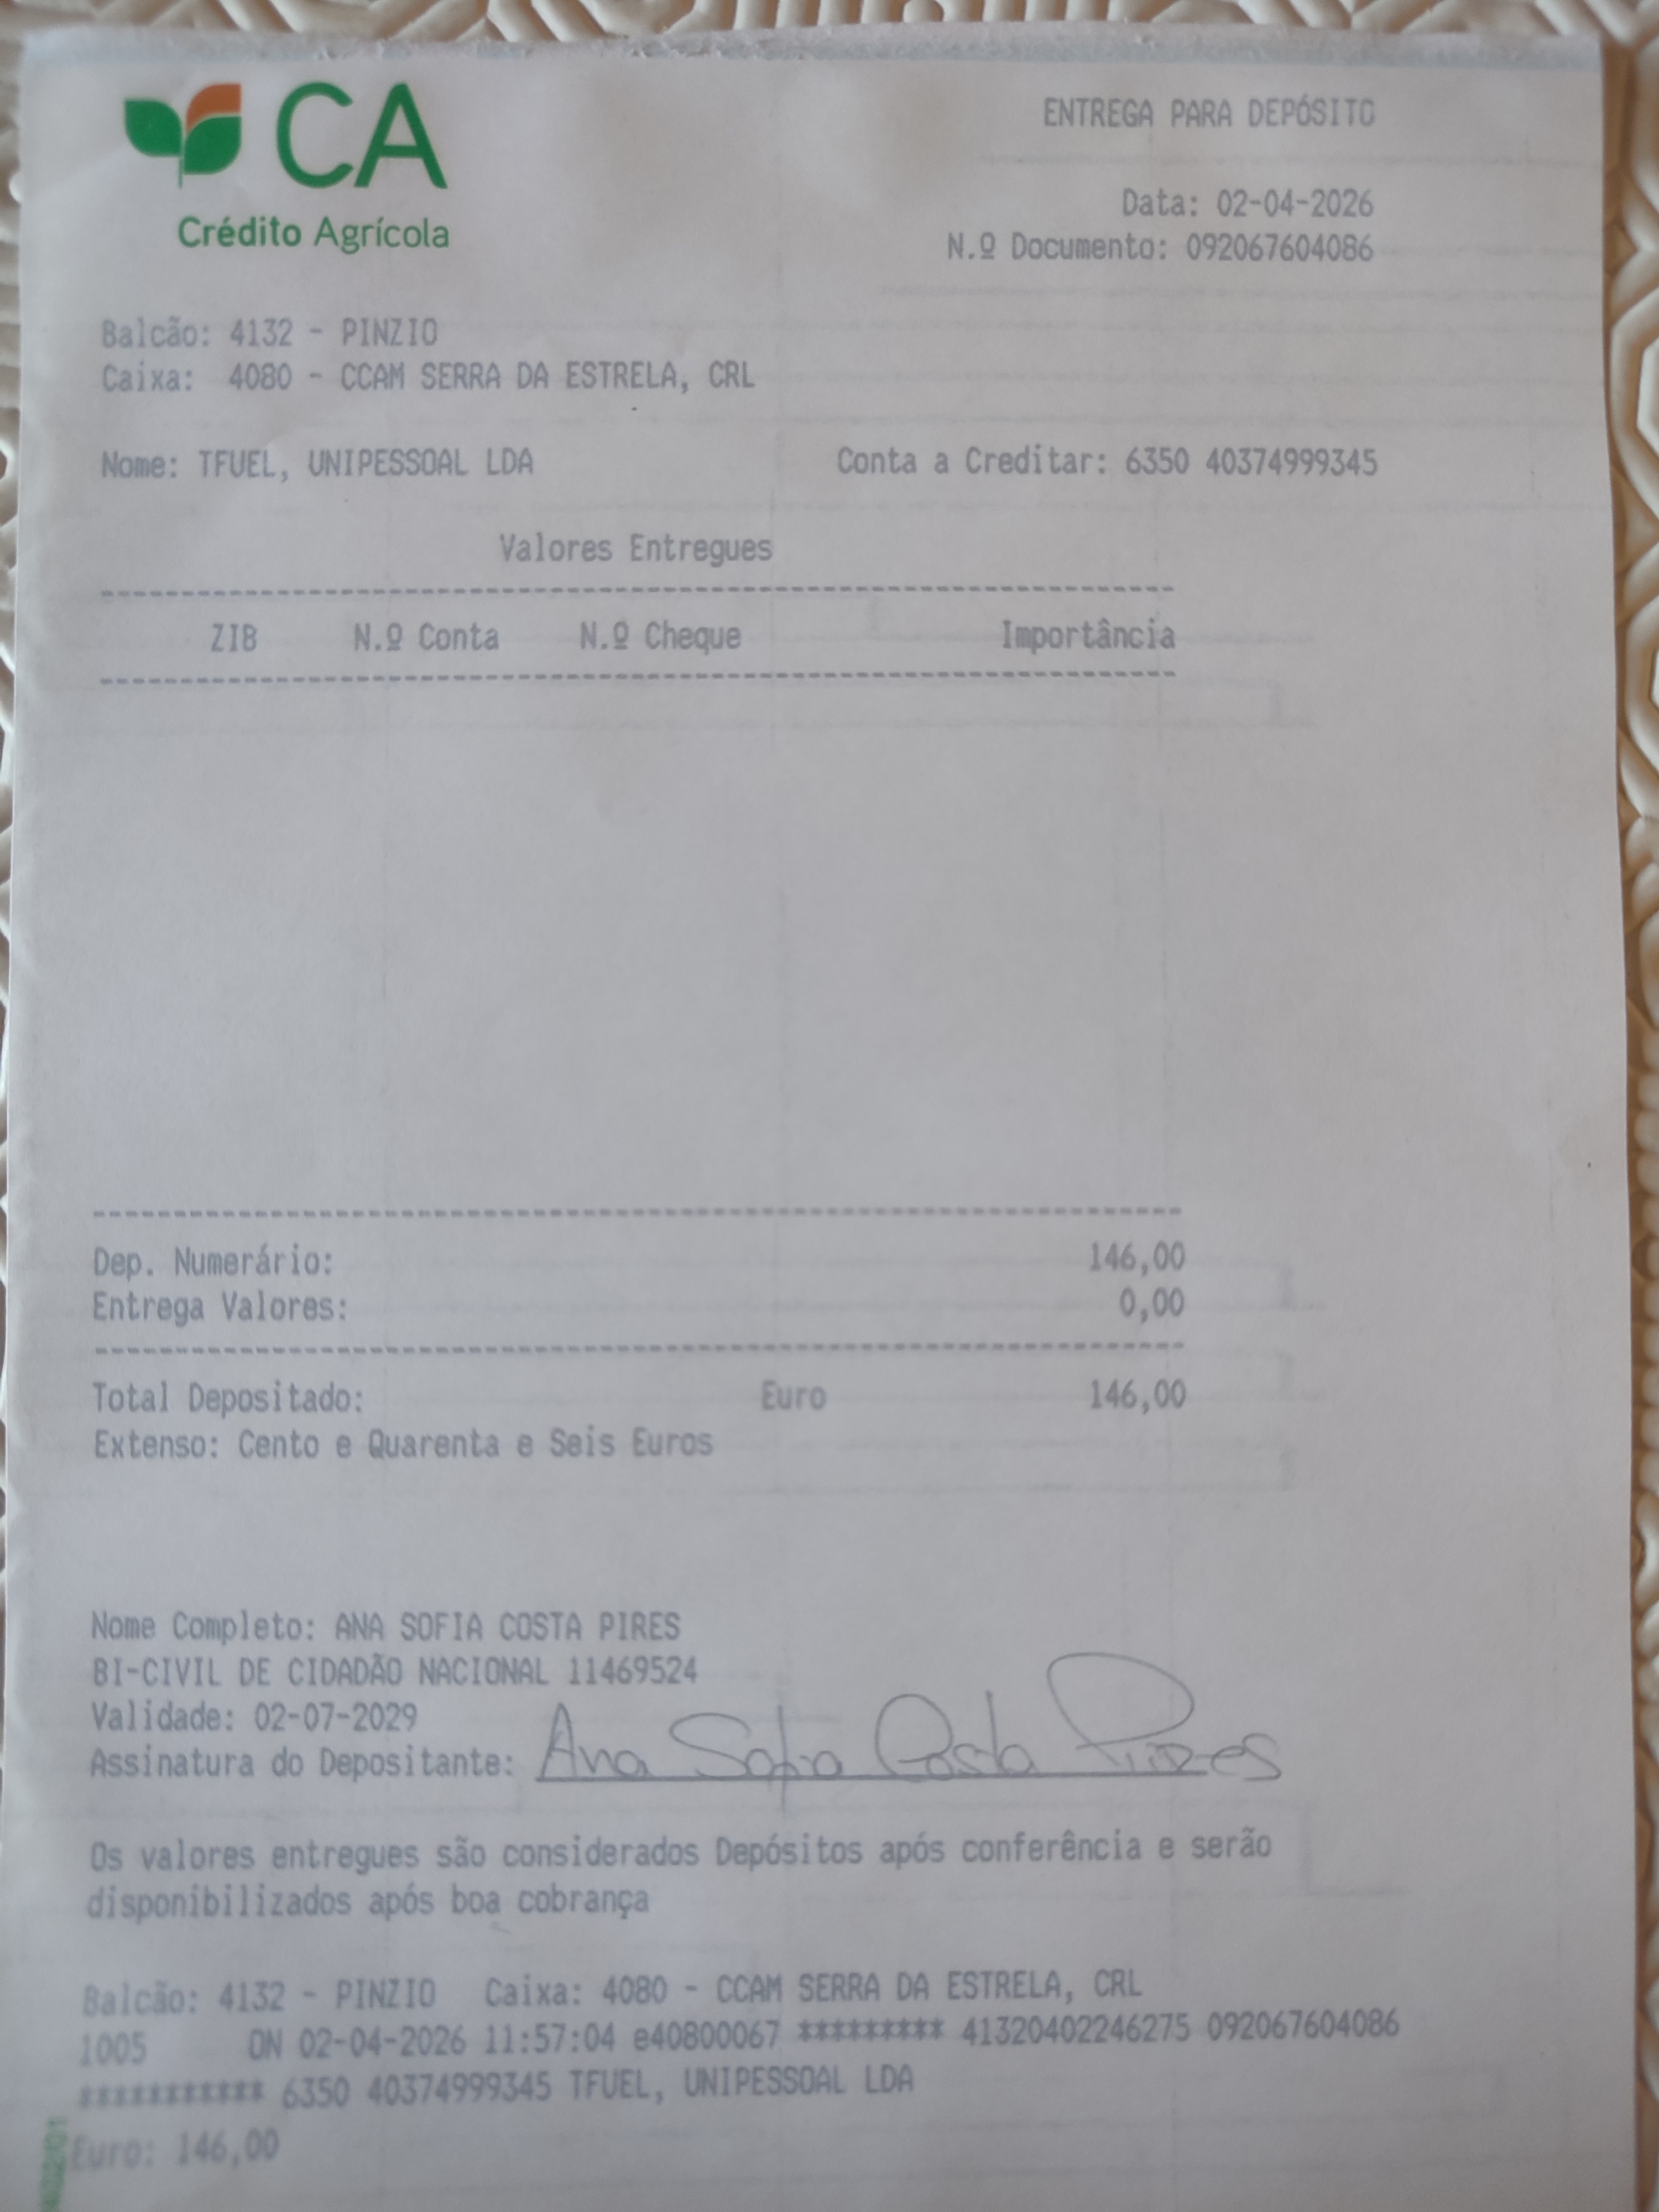 CA
Crédito Agrícola
ENTREGA PARA DEPÓSITO
Data: 02-04-2026
N.º Documento: 092067604086
Balcão: 4132 - PINZIO
Caixa: 4080 - CCAM SERRA DA ESTRELA, CRL
Nome: TFUEL, UNIPESSOAL LDA Conta a Creditar: 6350 40374999345
Valores Entregues
ZIB N.º Conta N.º Cheque Importância
Dep. Numerário: 146,00
Entrega Valores: 0,00
Total Depositado: Euro 146,00
Extenso: Cento e Quarenta e Seis Euros
Nome Completo: ANA SOFIA COSTA PIRES
BI-CIVIL DE CIDADÃO NACIONAL 11469524
Validade: 02-07-2029
Assinatura do Depositante: Ana Sofia Costa Pires
Os valores entregues são considerados Depósitos após conferência e serão
disponibilizados após boa cobrança
Balcão: 4132 - PINZIO Caixa: 4080 - CCAM SERRA DA ESTRELA, CRL
1005 ON 02-04-2026 11:57:04 e40800067 ********* 41320402246275 092067604086
*********** 6350 40374999345 TFUEL, UNIPESSOAL LDA
Euro: 146,00